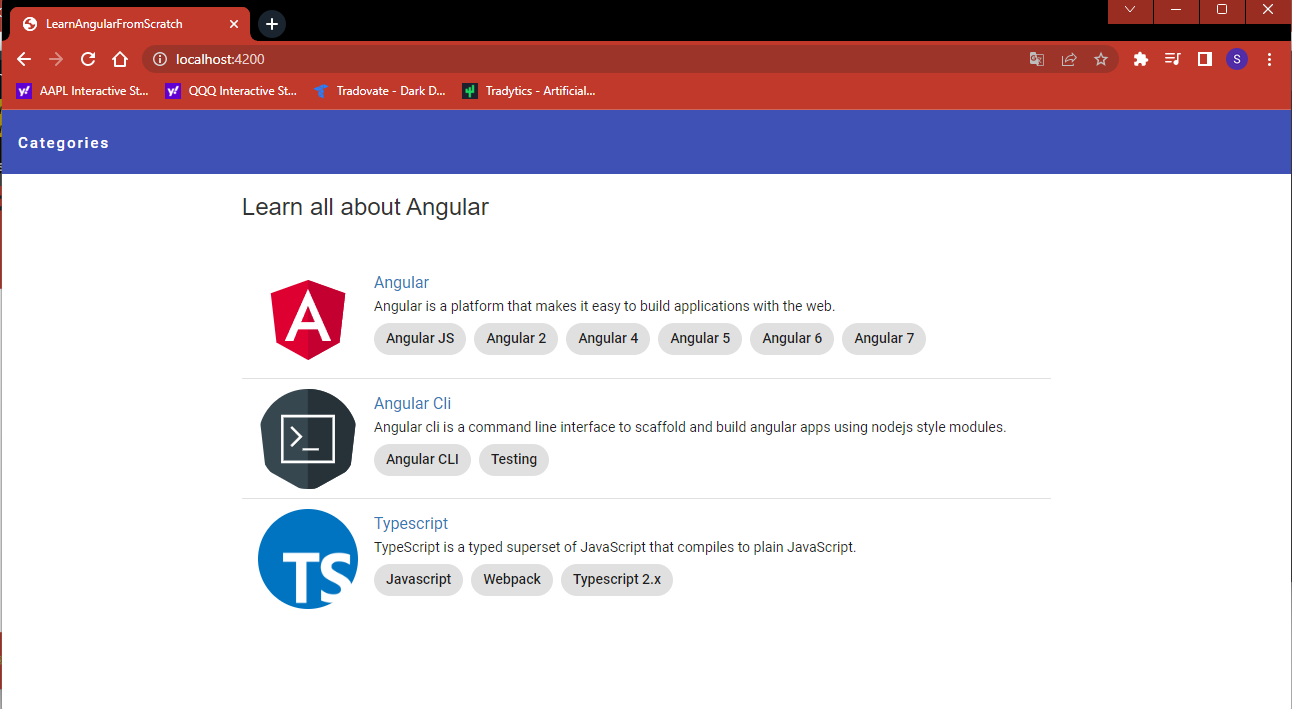 LearnAngularFromScratch
localhost:4200
S
AAPL Interactive St... QQQ Interactive St... Tradovate - Dark D... Tradytics - Artificial...
Categories
Learn all about Angular
A
Angular
Angular is a platform that makes it easy to build applications with the web.
Angular JS Angular 2 Angular 4 Angular 5 Angular 6 Angular 7
Angular Cli
Angular cli is a command line interface to scaffold and build angular apps using nodejs style modules.
Angular CLI Testing
TS
Typescript
TypeScript is a typed superset of JavaScript that compiles to plain JavaScript.
Javascript Webpack Typescript 2.x